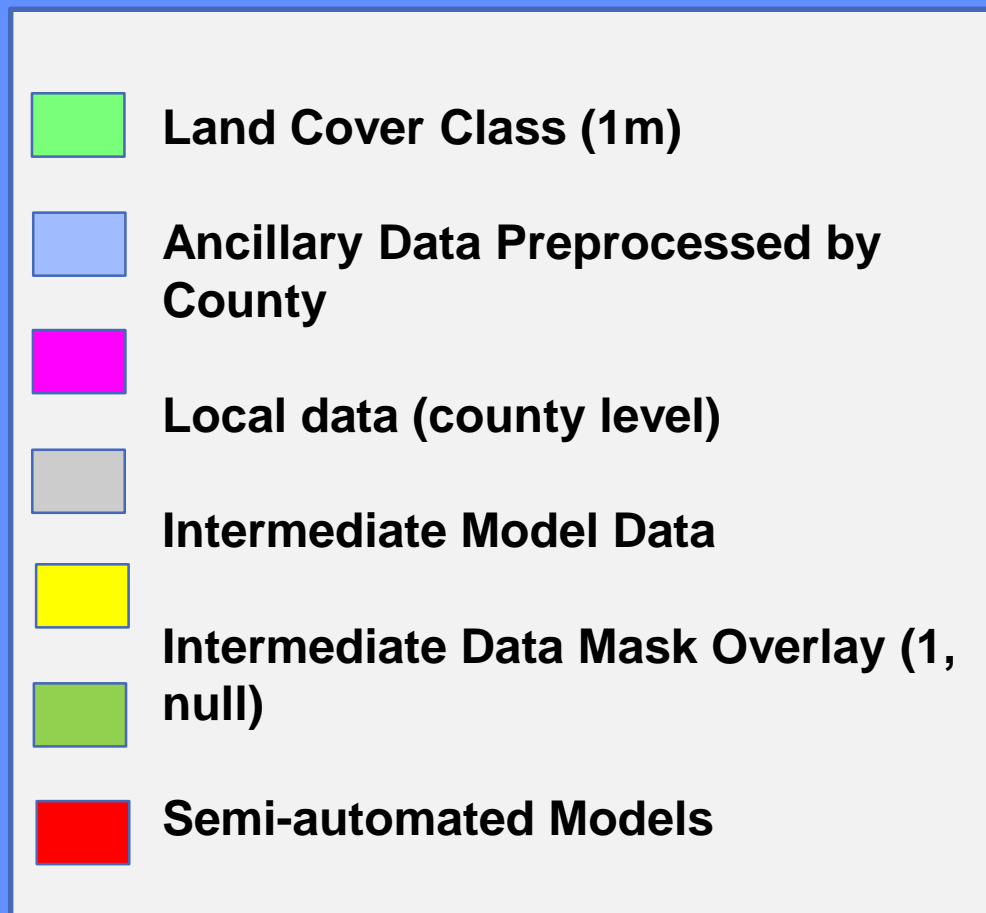 Land Cover Class (1m)
Ancillary Data Preprocessed by
County
Local data (county level)
Intermediate Model Data
Intermediate Data Mask Overlay (1,
null)
Semi-automated Models